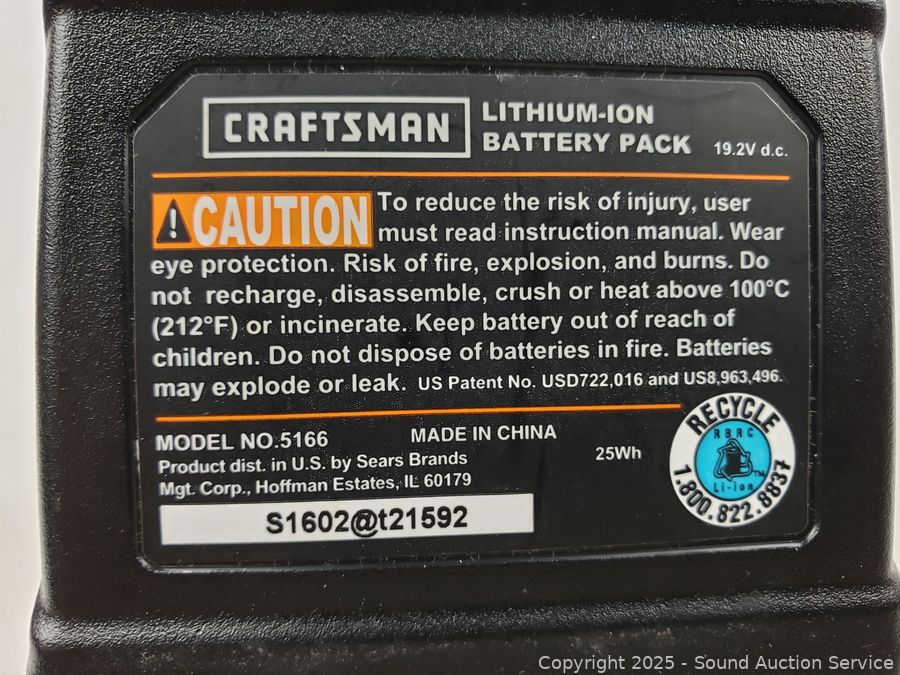 CRAFTSMAN
LITHIUM-ION
BATTERY PACK 19.2V d.c.
CAUTION To reduce the risk of injury, user
must read instruction manual. Wear
eye protection. Risk of fire, explosion, and burns. Do
not recharge, disassemble, crush or heat above 100°C
(212°F) or incinerate. Keep battery out of reach of
children. Do not dispose of batteries in fire. Batteries
may explode or leak. US Patent No. USD722,016 and US8,963,496.
MODEL NO.5166 MADE IN CHINA
Product dist. in U.S. by Sears Brands
Mgt. Corp., Hoffman Estates, IL 60179
25Wh
S1602@t21592
RECYCLE
RBRC
TM
Li-ion
1.800.822.8837
Copyright 2025 - Sound Auction Service